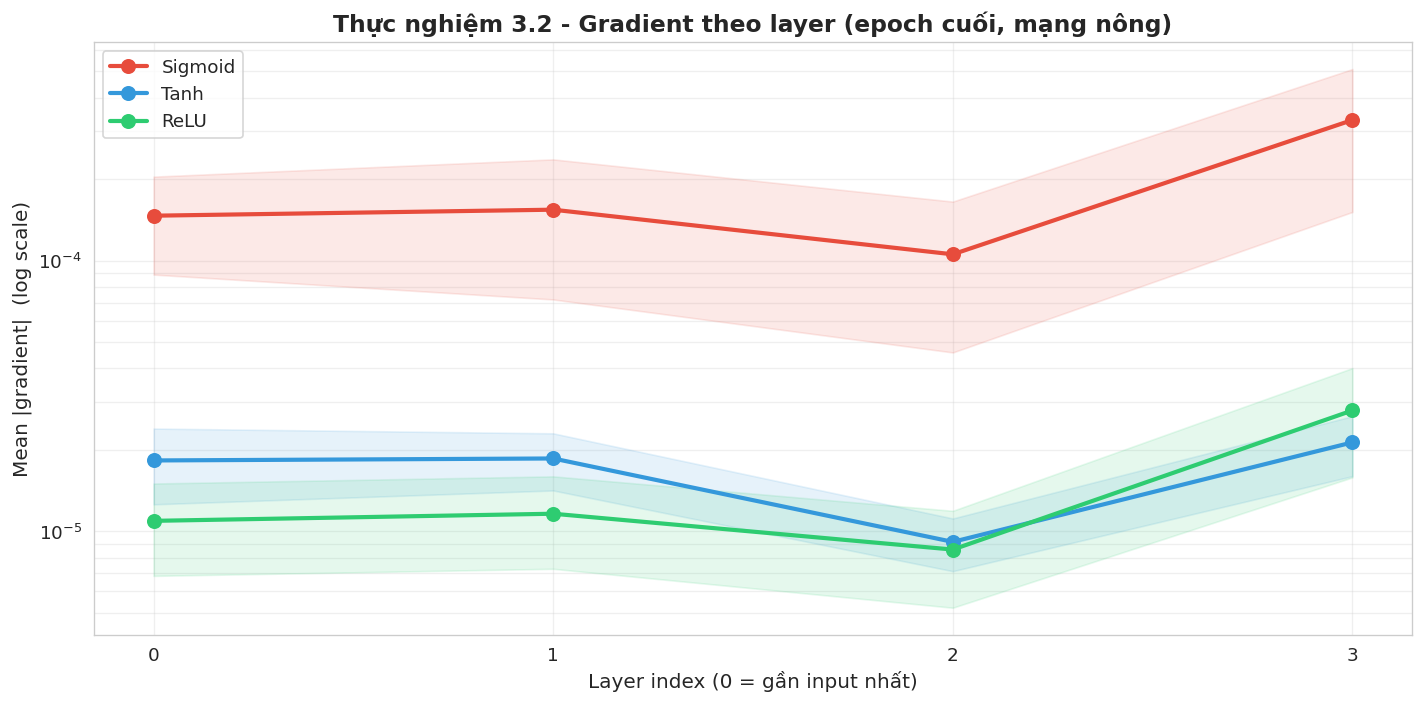 Thực nghiệm 3.2 - Gradient theo layer (epoch cuối, mạng nông)
Sigmoid
Tanh
ReLU
Mean |gradient| (log scale)
10⁻⁴
10⁻⁵
0 1 2 3
Layer index (0 = gần input nhất)